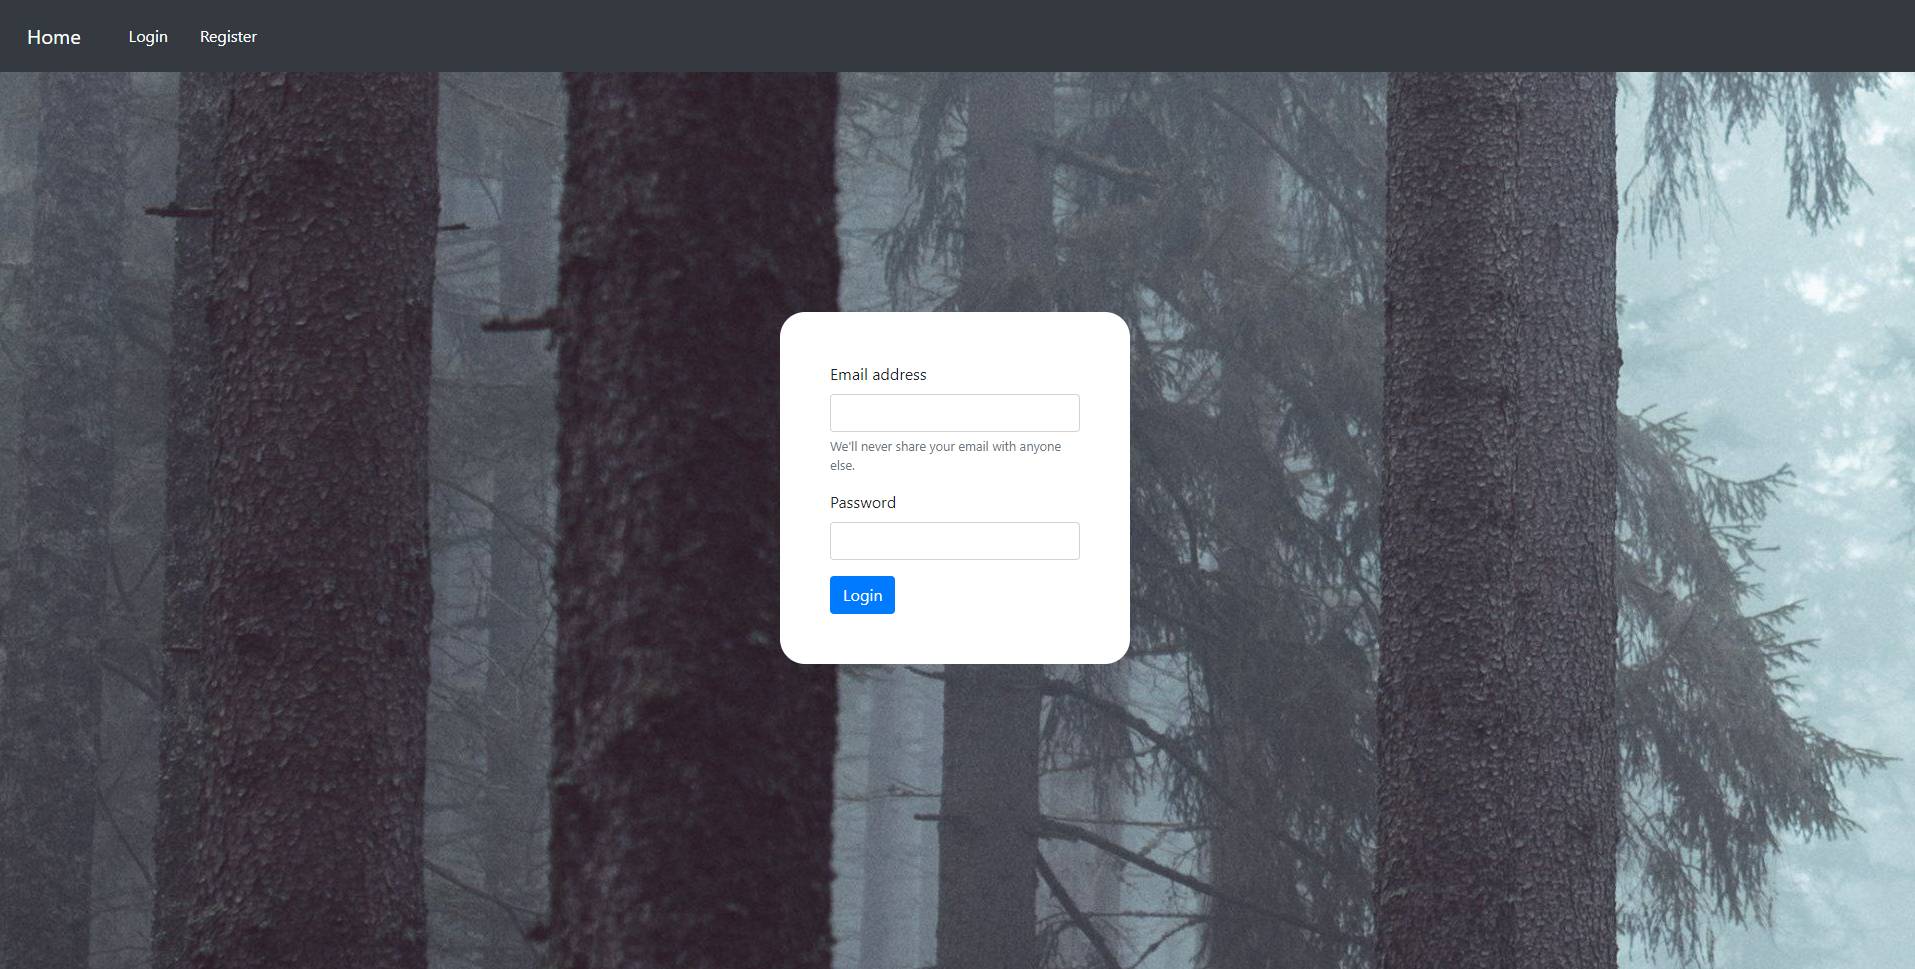 Home Login Register
Email address
We'll never share your email with anyone
else.
Password
Login